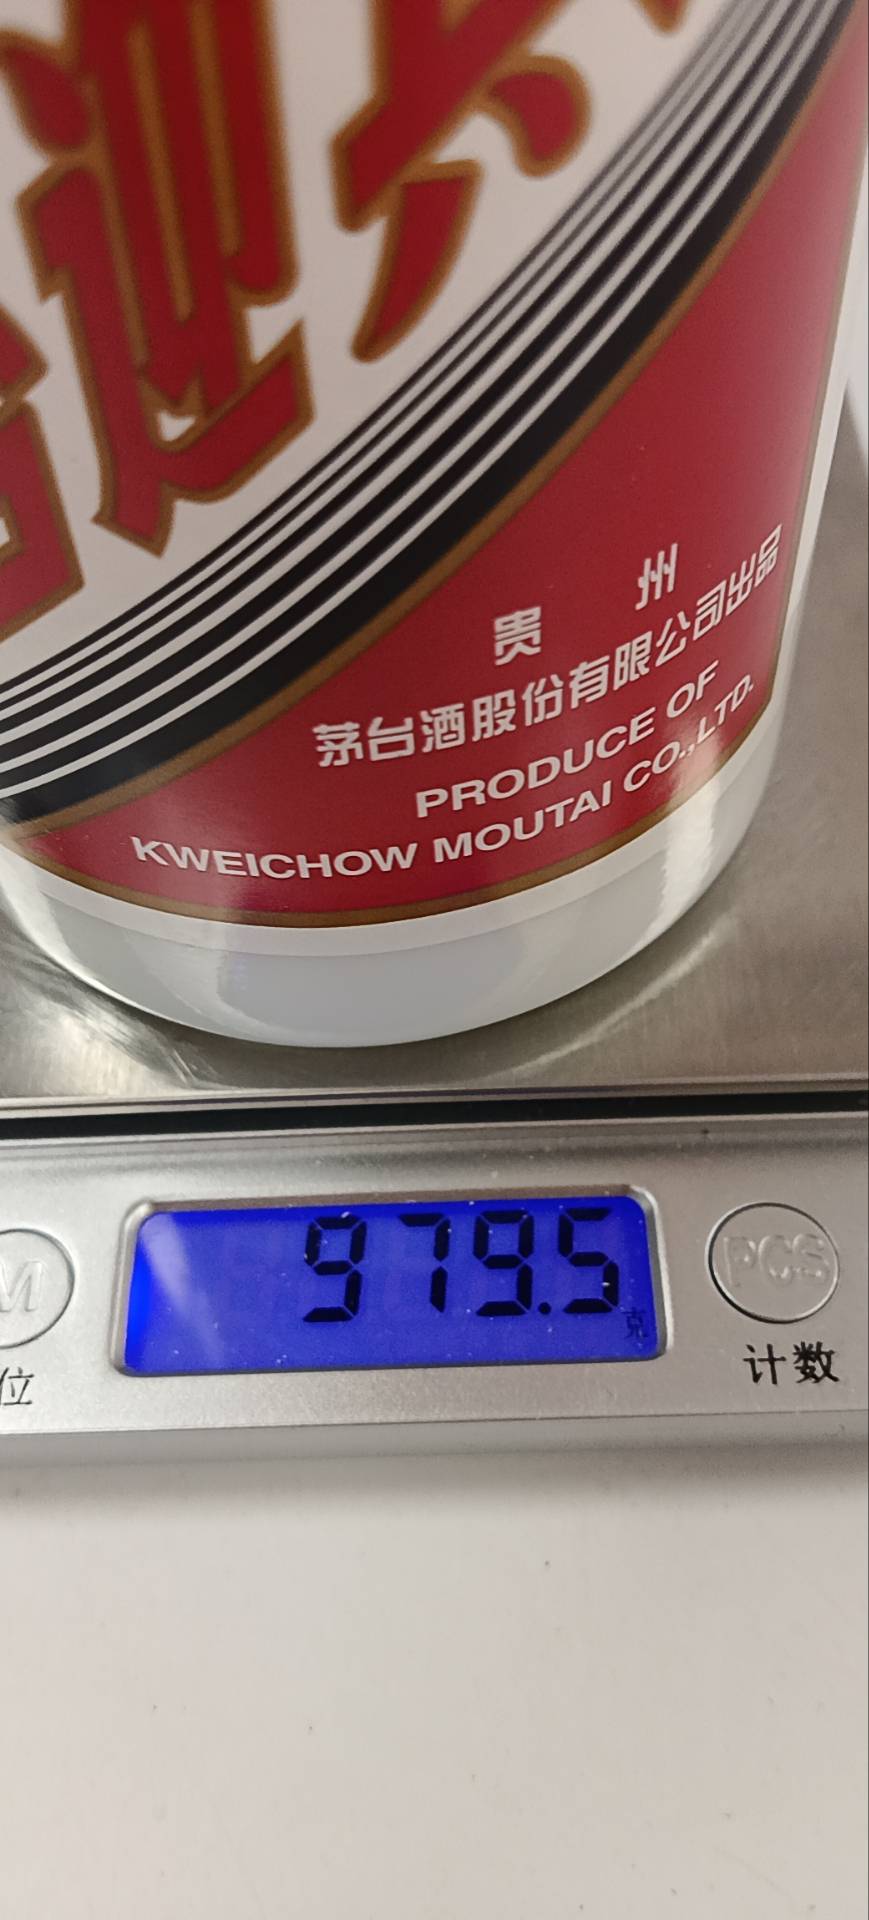 贵州
茅台酒股份有限公司出品
PRODUCE OF
KWEICHOW MOUTAI CO.,LTD.
979.5
克
M
PCS
位
计数